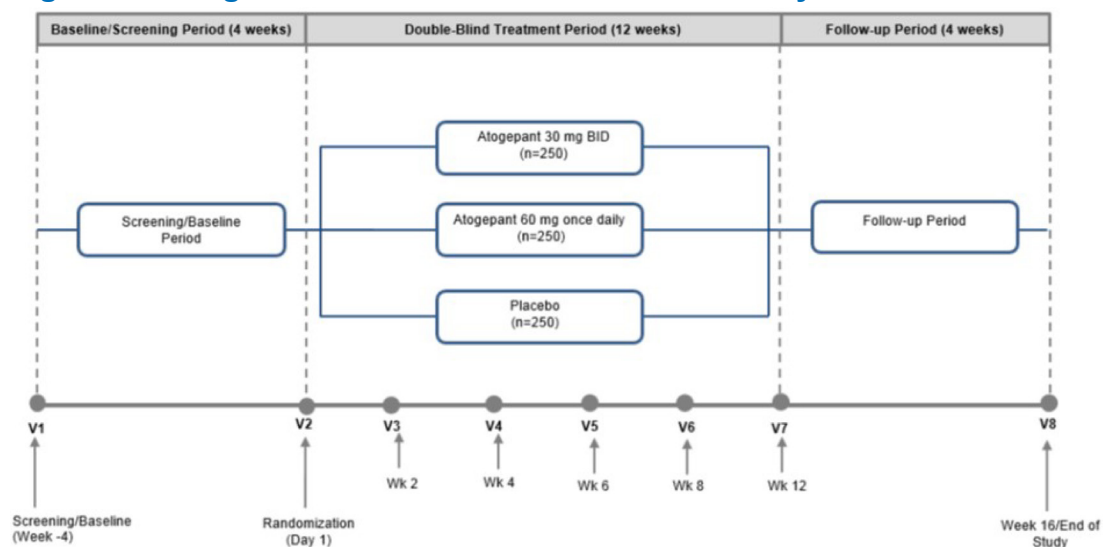 Baseline/Screening Period (4 weeks)
Double-Blind Treatment Period (12 weeks)
Follow-up Period (4 weeks)
Atogepant 30 mg BID
(n=250)
Screening/Baseline
Period
Atogepant 60 mg once daily
(n=250)
Follow-up Period
Placebo
(n=250)
V1
V2
V3
V4
V5
V6
V7
V8
Wk 2
Wk 4
Wk 6
Wk 8
Wk 12
Screening/Baseline
(Week -4)
Randomization
(Day 1)
Week 16/End of
Study